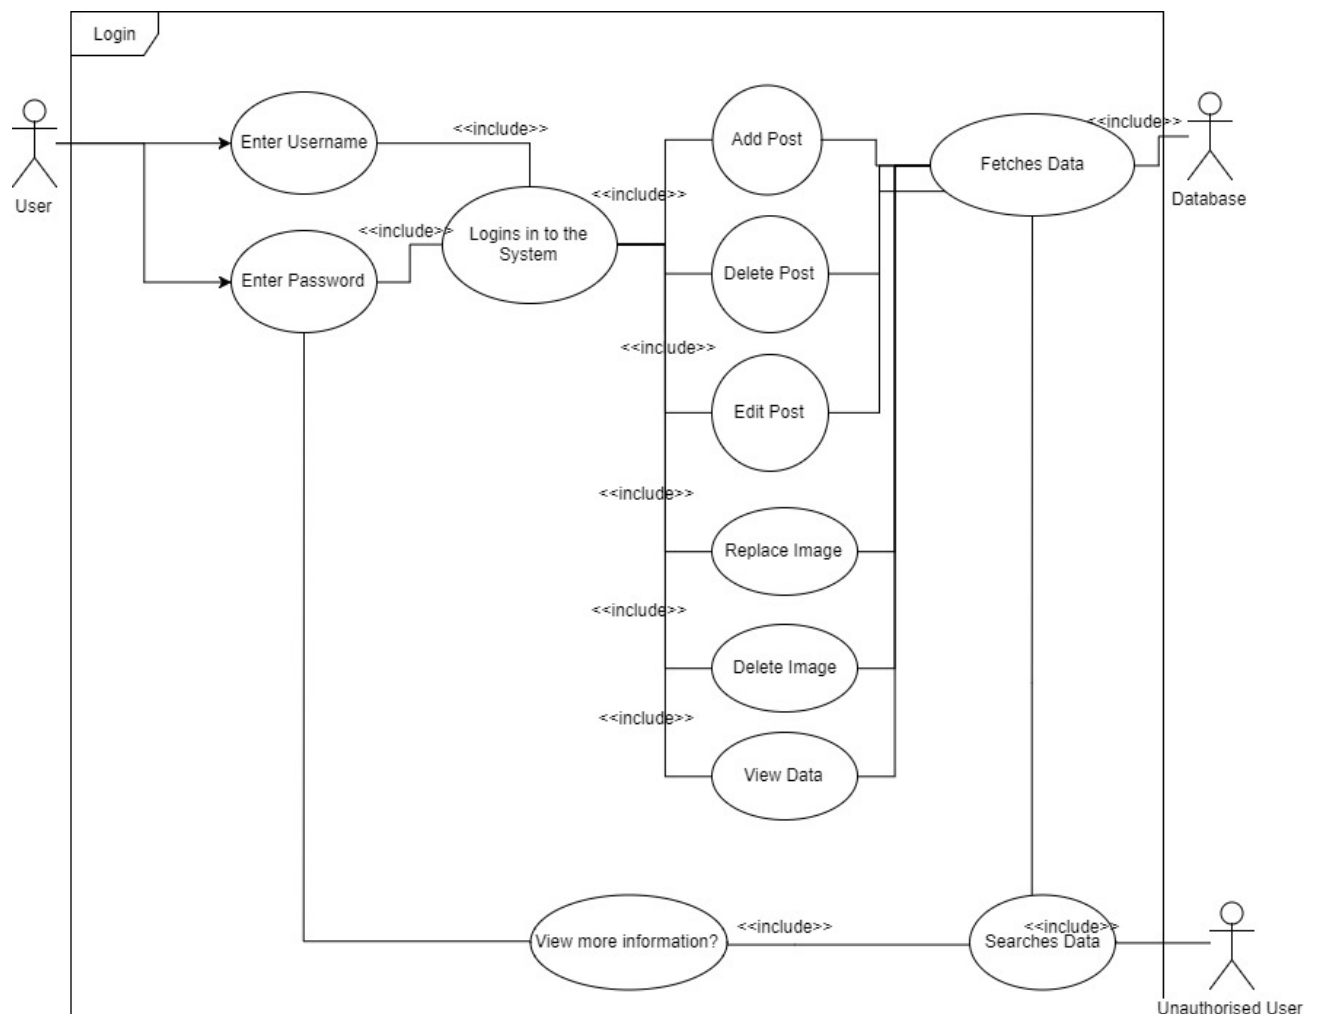 Login
<<include>>
Enter Username
<<include>>
Add Post
Fetches Data
<<include>>
Database
User
<<include>>
Enter Password
Logins in to the
System
Delete Post
<<include>>
Edit Post
<<include>>
Replace Image
<<include>>
Delete Image
<<include>>
View Data
View more information?
<<include>>
<<include>>
Searches Data
Unauthorised User